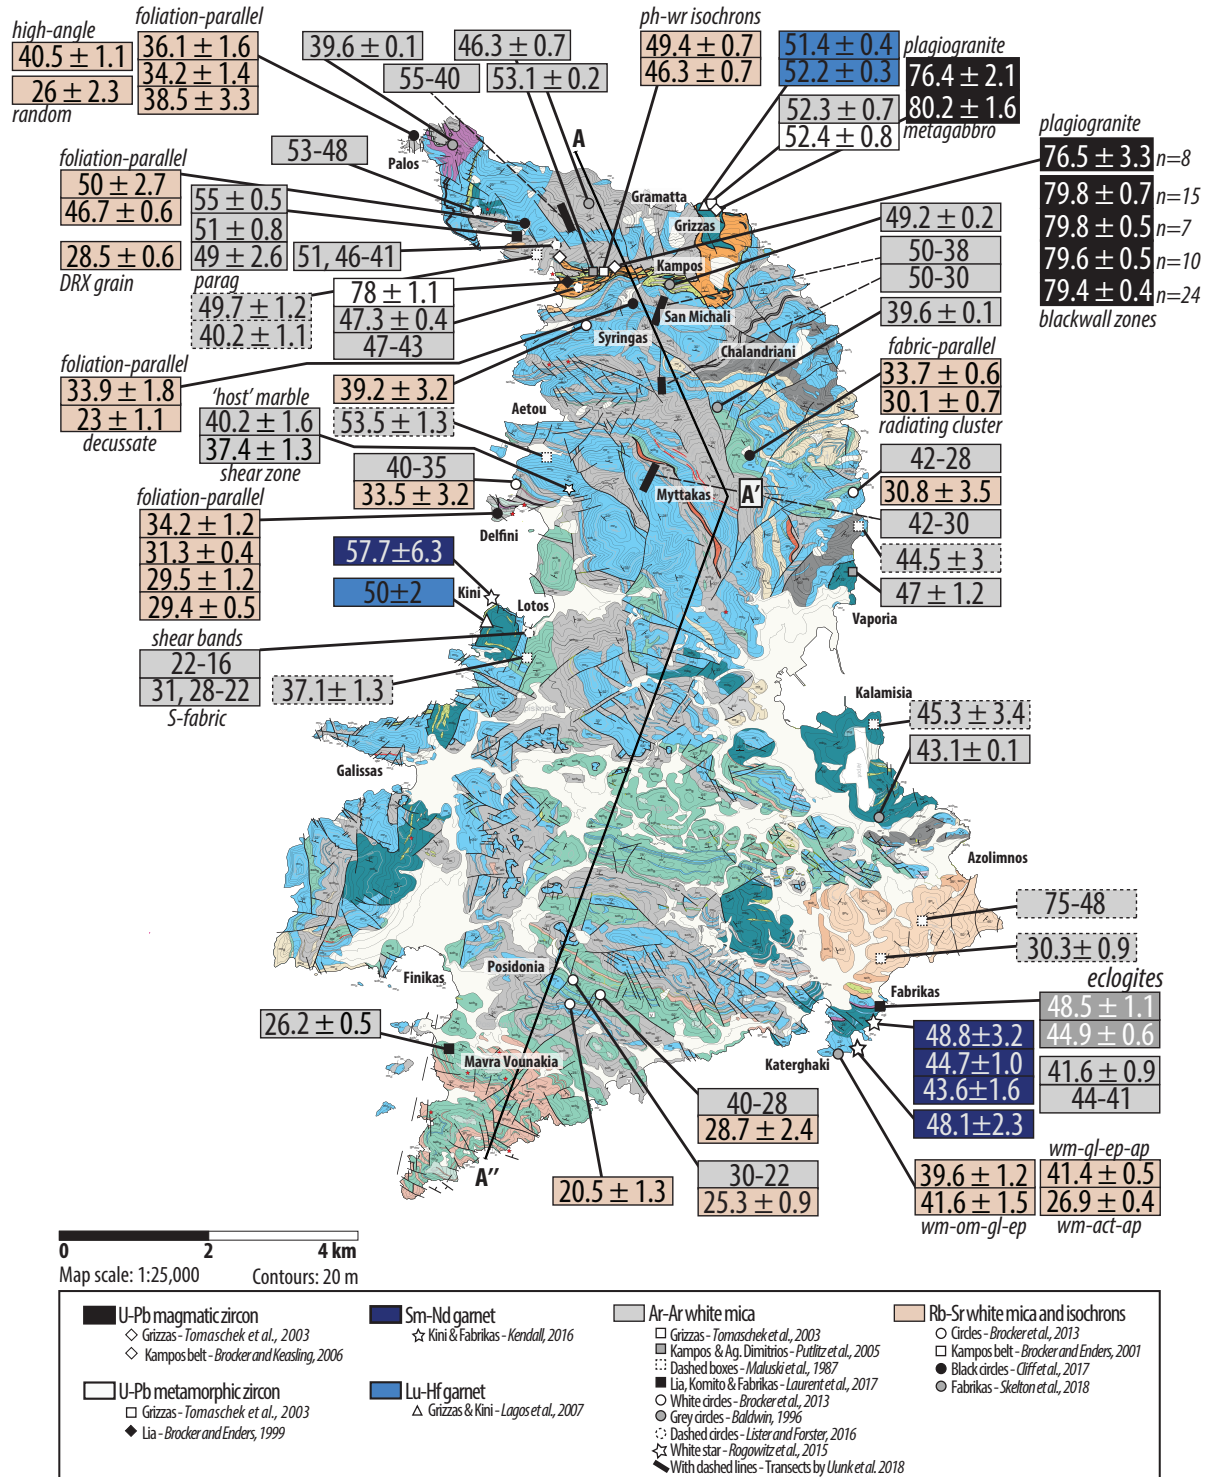 high-angle
40.5 ± 1.1
26 ± 2.3
random
foliation-parallel
36.1 ± 1.6
34.2 ± 1.4
38.5 ± 3.3
39.6 ± 0.1
55-40
46.3 ± 0.7
53.1 ± 0.2
ph-wr isochrons
49.4 ± 0.7
46.3 ± 0.7
51.4 ± 0.4
52.2 ± 0.3
52.3 ± 0.7
52.4 ± 0.8
plagiogranite
76.4 ± 2.1
80.2 ± 1.6
metagabbro
plagiogranite
76.5 ± 3.3 n=8
79.8 ± 0.7 n=15
79.8 ± 0.5 n=7
79.6 ± 0.5 n=10
79.4 ± 0.4 n=24
blackwall zones
A
Palos
53-48
foliation-parallel
50 ± 2.7
46.7 ± 0.6
28.5 ± 0.6
DRX grain
55 ± 0.5
51 ± 0.8
49 ± 2.6
parag
51, 46-41
49.7 ± 1.2
40.2 ± 1.1
78 ± 1.1
47.3 ± 0.4
47-43
Gramatta
Grizzas
Kampos
San Michali
Syringas
Chalandriani
49.2 ± 0.2
50-38
50-30
39.6 ± 0.1
foliation-parallel
33.9 ± 1.8
23 ± 1.1
decussate
'host' marble
40.2 ± 1.6
37.4 ± 1.3
shear zone
39.2 ± 3.2
53.5 ± 1.3
Aetou
fabric-parallel
33.7 ± 0.6
30.1 ± 0.7
radiating cluster
40-35
33.5 ± 3.2
42-28
30.8 ± 3.5
Myttakas
A'
42-30
44.5 ± 3
47 ± 1.2
foliation-parallel
34.2 ± 1.2
31.3 ± 0.4
29.5 ± 1.2
29.4 ± 0.5
Delfini
57.7±6.3
50±2
Kini
Lotos
Vaporia
shear bands
22-16
31, 28-22
S-fabric
37.1± 1.3
Kalamisia
45.3 ± 3.4
43.1± 0.1
Galissas
Azolimnos
75-48
30.3± 0.9
Finikas
Posidonia
Fabrikas
eclogites
48.5 ± 1.1
44.9 ± 0.6
26.2 ± 0.5
Mavra Vounakia
Katerghaki
48.8±3.2
44.7±1.0
43.6±1.6
48.1±2.3
41.6 ± 0.9
44-41
40-28
28.7 ± 2.4
30-22
25.3 ± 0.9
20.5 ± 1.3
A''
39.6 ± 1.2
41.6 ± 1.5
wm-om-gl-ep
wm-gl-ep-ap
41.4 ± 0.5
26.9 ± 0.4
wm-act-ap
0 2 4 km
Map scale: 1:25,000 Contours: 20 m
U-Pb magmatic zircon
Grizzas - Tomaschek et al., 2003
Kampos belt - Brocker and Keasling, 2006
U-Pb metamorphic zircon
Grizzas - Tomaschek et al., 2003
Lia - Brocker and Enders, 1999
Sm-Nd garnet
Kini & Fabrikas - Kendall, 2016
Lu-Hf garnet
Grizzas & Kini - Lagos et al., 2007
Ar-Ar white mica
Grizzas - Tomaschek et al., 2003
Kampos & Ag. Dimitrios - Putlitz et al., 2005
Dashed boxes - Maluski et al., 1987
Lia, Komito & Fabrikas - Laurent et al., 2017
White circles - Brocker et al., 2013
Grey circles - Baldwin, 1996
Dashed circles - Lister and Forster, 2016
White star - Rogowitz et al., 2015
With dashed lines - Transects by Uunk et al. 2018
Rb-Sr white mica and isochrons
Circles - Brocker et al., 2013
Kampos belt - Brocker and Enders, 2001
Black circles - Cliff et al., 2017
Fabrikas - Skelton et al., 2018